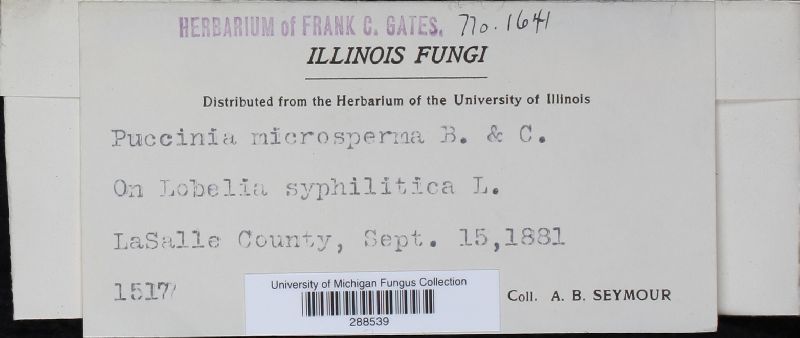 HERBARIUM of FRANK C. GATES, No. 1641
ILLINOIS FUNGI
Distributed from the Herbarium of the University of Illinois
Puccinia microsperma B. & C.
On Lobelia syphilitica L.
LaSalle County, Sept. 15,1881
1517
University of Michigan Fungus Collection
288539
Coll. A. B. SEYMOUR